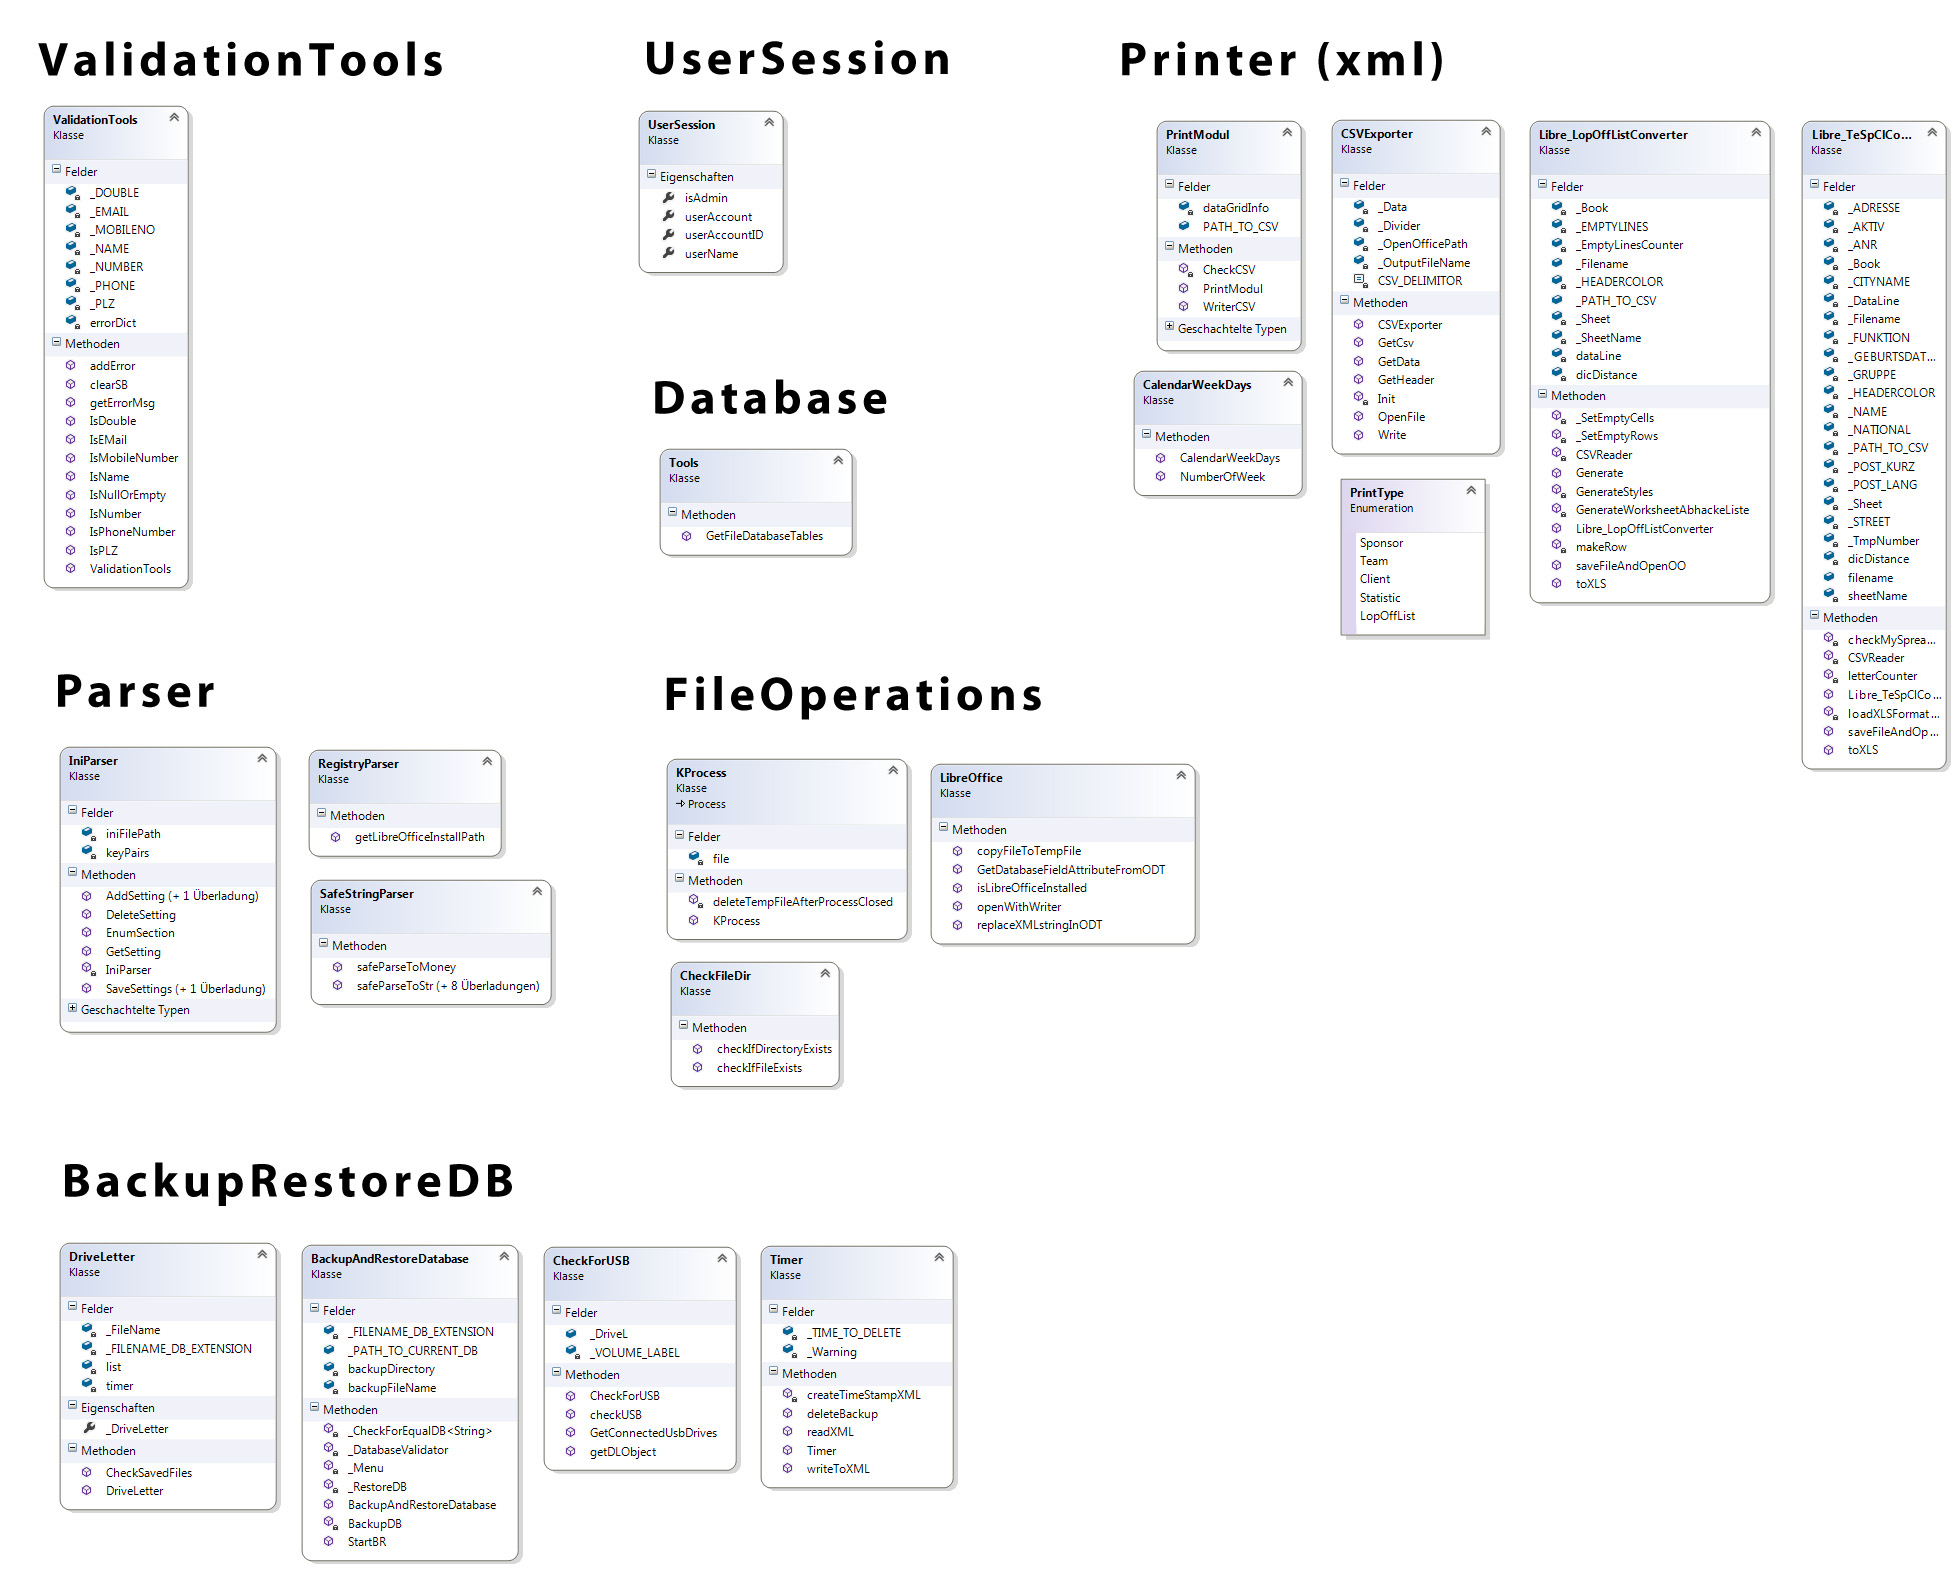 ValidationTools
ValidationTools
Klasse
Felder
_DOUBLE
_EMAIL
_MOBILENO
_NAME
_NUMBER
_PHONE
_PLZ
errorDict
Methoden
addError
clearSB
getErrorMsg
IsDouble
IsEMail
IsMobileNumber
IsName
IsNullOrEmpty
IsNumber
IsPhoneNumber
IsPLZ
ValidationTools
UserSession
UserSession
Klasse
Eigenschaften
isAdmin
userAccount
userAccountID
userName
Database
Tools
Klasse
Methoden
GetFileDatabaseTables
Printer (xml)
PrintModul
Klasse
Felder
dataGridInfo
PATH_TO_CSV
Methoden
CheckCSV
PrintModul
WriterCSV
Geschachtelte Typen
CalendarWeekDays
Klasse
Methoden
CalendarWeekDays
NumberOfWeek
CSVExporter
Klasse
Felder
_Data
_Divider
_OpenOfficePath
_OutputFileName
CSV_DELIMITOR
Methoden
CSVExporter
GetCsv
GetData
GetHeader
Init
OpenFile
Write
PrintType
Enumeration
Sponsor
Team
Client
Statistic
LopOffList
Libre_LopOffListConverter
Klasse
Felder
_Book
_EMPTYLINES
_EmptyLinesCounter
_Filename
_HEADERCOLOR
_PATH_TO_CSV
_Sheet
_SheetName
dataLine
dicDistance
Methoden
_SetEmptyCells
_SetEmptyRows
CSVReader
Generate
GenerateStyles
GenerateWorksheetAbhackeListe
Libre_LopOffListConverter
makeRow
saveFileAndOpenOO
toXLS
Libre_TeSpClCo...
Klasse
Felder
_ADRESSE
_AKTIV
_ANR
_Book
_CITYNAME
_DataLine
_Filename
_FUNKTION
_GEBURTSDAT...
_GRUPPE
_HEADERCOLOR
_NAME
_NATIONAL
_PATH_TO_CSV
_POST_KURZ
_POST_LANG
_Sheet
_STREET
_TmpNumber
dicDistance
filename
sheetName
Methoden
checkMySprea...
CSVReader
letterCounter
Libre_TeSpClCo...
loadXLSFormat...
saveFileAndOp...
toXLS
Parser
IniParser
Klasse
Felder
iniFilePath
keyPairs
Methoden
AddSetting (+ 1 Überladung)
DeleteSetting
EnumSection
GetSetting
IniParser
SaveSettings (+ 1 Überladung)
Geschachtelte Typen
RegistryParser
Klasse
Methoden
getLibreOfficeInstallPath
SafeStringParser
Klasse
Methoden
safeParseToMoney
safeParseToStr (+ 8 Überladungen)
FileOperations
KProcess
Klasse
Process
Felder
file
Methoden
deleteTempFileAfterProcessClosed
KProcess
LibreOffice
Klasse
Methoden
copyFileToTempFile
GetDatabaseFieldAttributeFromODT
isLibreOfficeInstalled
openWithWriter
replaceXMLstringInODT
CheckFileDir
Klasse
Methoden
checkIfDirectoryExists
checkIfFileExists
BackupRestoreDB
DriveLetter
Klasse
Felder
_FileName
_FILENAME_DB_EXTENSION
list
timer
Eigenschaften
_DriveLetter
Methoden
CheckSavedFiles
DriveLetter
BackupAndRestoreDatabase
Klasse
Felder
_FILENAME_DB_EXTENSION
_PATH_TO_CURRENT_DB
backupDirectory
backupFileName
Methoden
_CheckForEqualDB<String>
_DatabaseValidator
_Menu
_RestoreDB
BackupAndRestoreDatabase
BackupDB
StartBR
CheckForUSB
Klasse
Felder
_DriveL
_VOLUME_LABEL
Methoden
CheckForUSB
checkUSB
GetConnectedUsbDrives
getDLObject
Timer
Klasse
Felder
_TIME_TO_DELETE
_Warning
Methoden
createTimeStampXML
deleteBackup
readXML
Timer
writeToXML